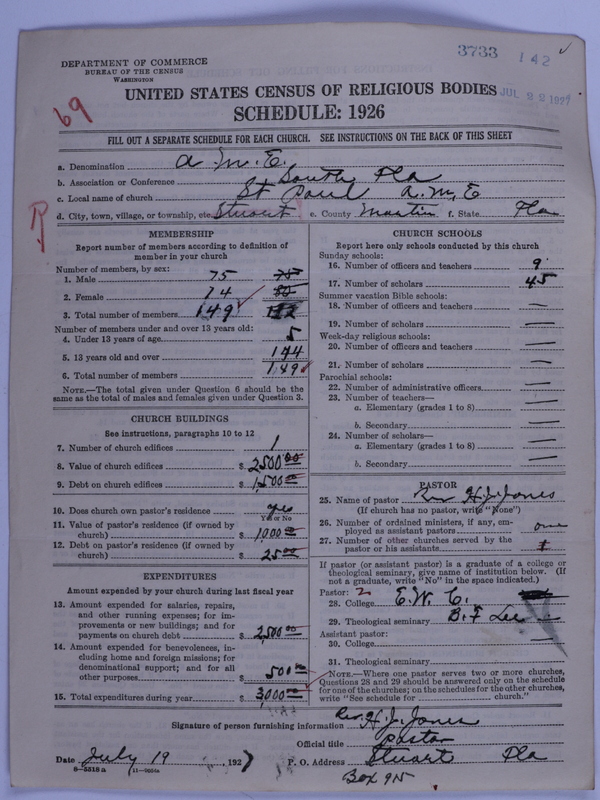 3733 142
DEPARTMENT OF COMMERCE
BUREAU OF THE CENSUS
WASHINGTON
UNITED STATES CENSUS OF RELIGIOUS BODIES JUL 22 1927
SCHEDULE: 1926
69
FILL OUT A SEPARATE SCHEDULE FOR EACH CHURCH. SEE INSTRUCTIONS ON THE BACK OF THIS SHEET
a. Denomination A. M. E.
b. Association or Conference South Fla
c. Local name of church St Paul A. M. E
d. City, town, village, or township, etc. Stuart e. County Martin f. State Fla
MEMBERSHIP
Report number of members according to definition of
member in your church
Number of members, by sex:
1. Male 75
2. Female 74
3. Total number of members 149
Number of members under and over 13 years old:
4. Under 13 years of age 5
5. 13 years old and over 144
6. Total number of members 149
NOTE.—The total given under Question 6 should be the
same as the total of males and females given under Question 3.
CHURCH BUILDINGS
See instructions, paragraphs 10 to 12
7. Number of church edifices 1
8. Value of church edifices $ 2,500.00
9. Debt on church edifices $ 1,500.00
10. Does church own pastor's residence yes
Yes or No
11. Value of pastor's residence (if owned by
church) $ 1,000.00
12. Debt on pastor's residence (if owned by
church) $ 25.00
EXPENDITURES
Amount expended by your church during last fiscal year
13. Amount expended for salaries, repairs,
and other running expenses; for im-
provements or new buildings; and for
payments on church debt $ 2,500.00
14. Amount expended for benevolences, in-
cluding home and foreign missions; for
denominational support; and for all
other purposes $ 500.00
15. Total expenditures during year $ 3,000.00
CHURCH SCHOOLS
Report here only schools conducted by this church
Sunday schools:
16. Number of officers and teachers 9
17. Number of scholars 45
Summer vacation Bible schools:
18. Number of officers and teachers —
19. Number of scholars —
Week-day religious schools:
20. Number of officers and teachers —
21. Number of scholars —
Parochial schools:
22. Number of administrative officers —
23. Number of teachers—
a. Elementary (grades 1 to 8) —
b. Secondary —
24. Number of scholars—
a. Elementary (grades 1 to 8) —
b. Secondary —
PASTOR
25. Name of pastor Rev H. J. Jones
(If church has no pastor, write "None")
26. Number of ordained ministers, if any, em-
ployed as assistant pastors one
27. Number of other churches served by the
pastor or his assistants
If pastor (or assistant pastor) is a graduate of a college or
theological seminary, give name of institution below. (If
not a graduate, write "No" in the space indicated.)
Pastor: 2
28. College E. W. C.
29. Theological seminary B. F Lee
Assistant pastor:
30. College
31. Theological seminary
NOTE.—Where one pastor serves two or more churches,
Questions 28 and 29 should be answered only on the schedule
for one of the churches; on the schedules for the other churches,
write "See schedule for church."
Signature of person furnishing information Rev. H. J. Jones
Official title Pastor
Date July 19, 1927 P. O. Address Stuart Fla
8—5518 a Box 915